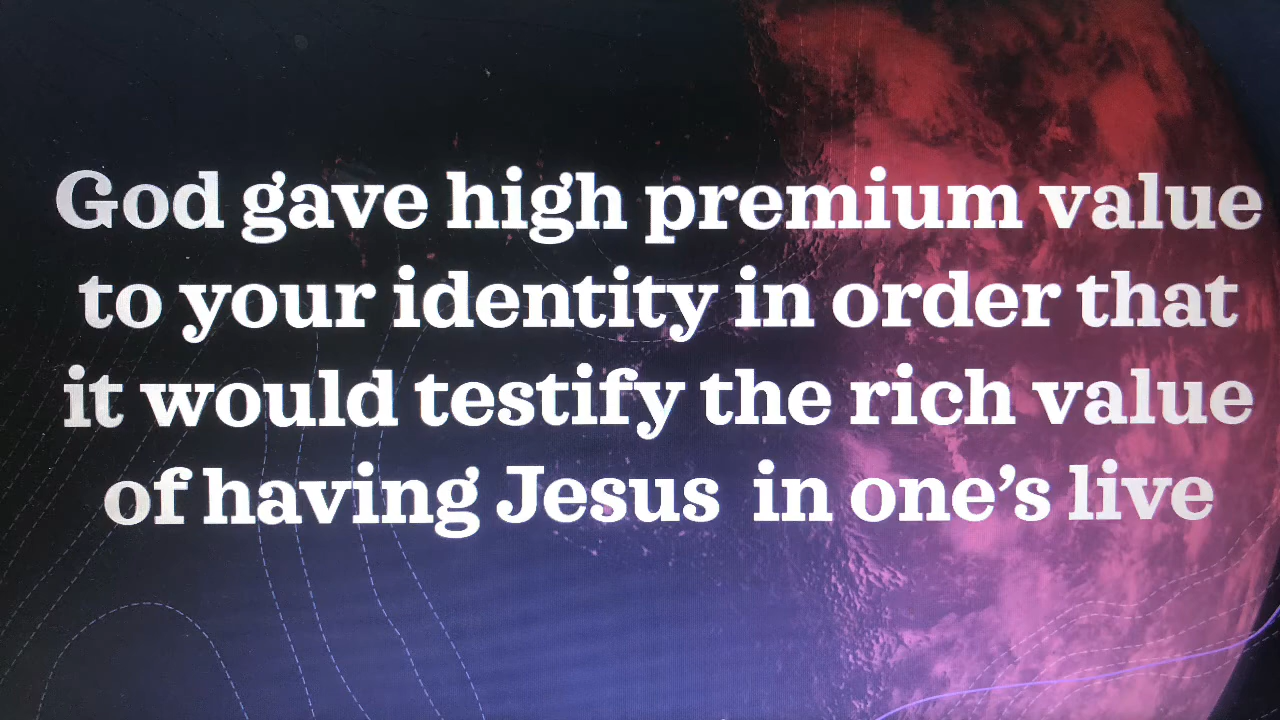 God gave high premium value
to your identity in order that
it would testify the rich value
of having Jesus in one's live